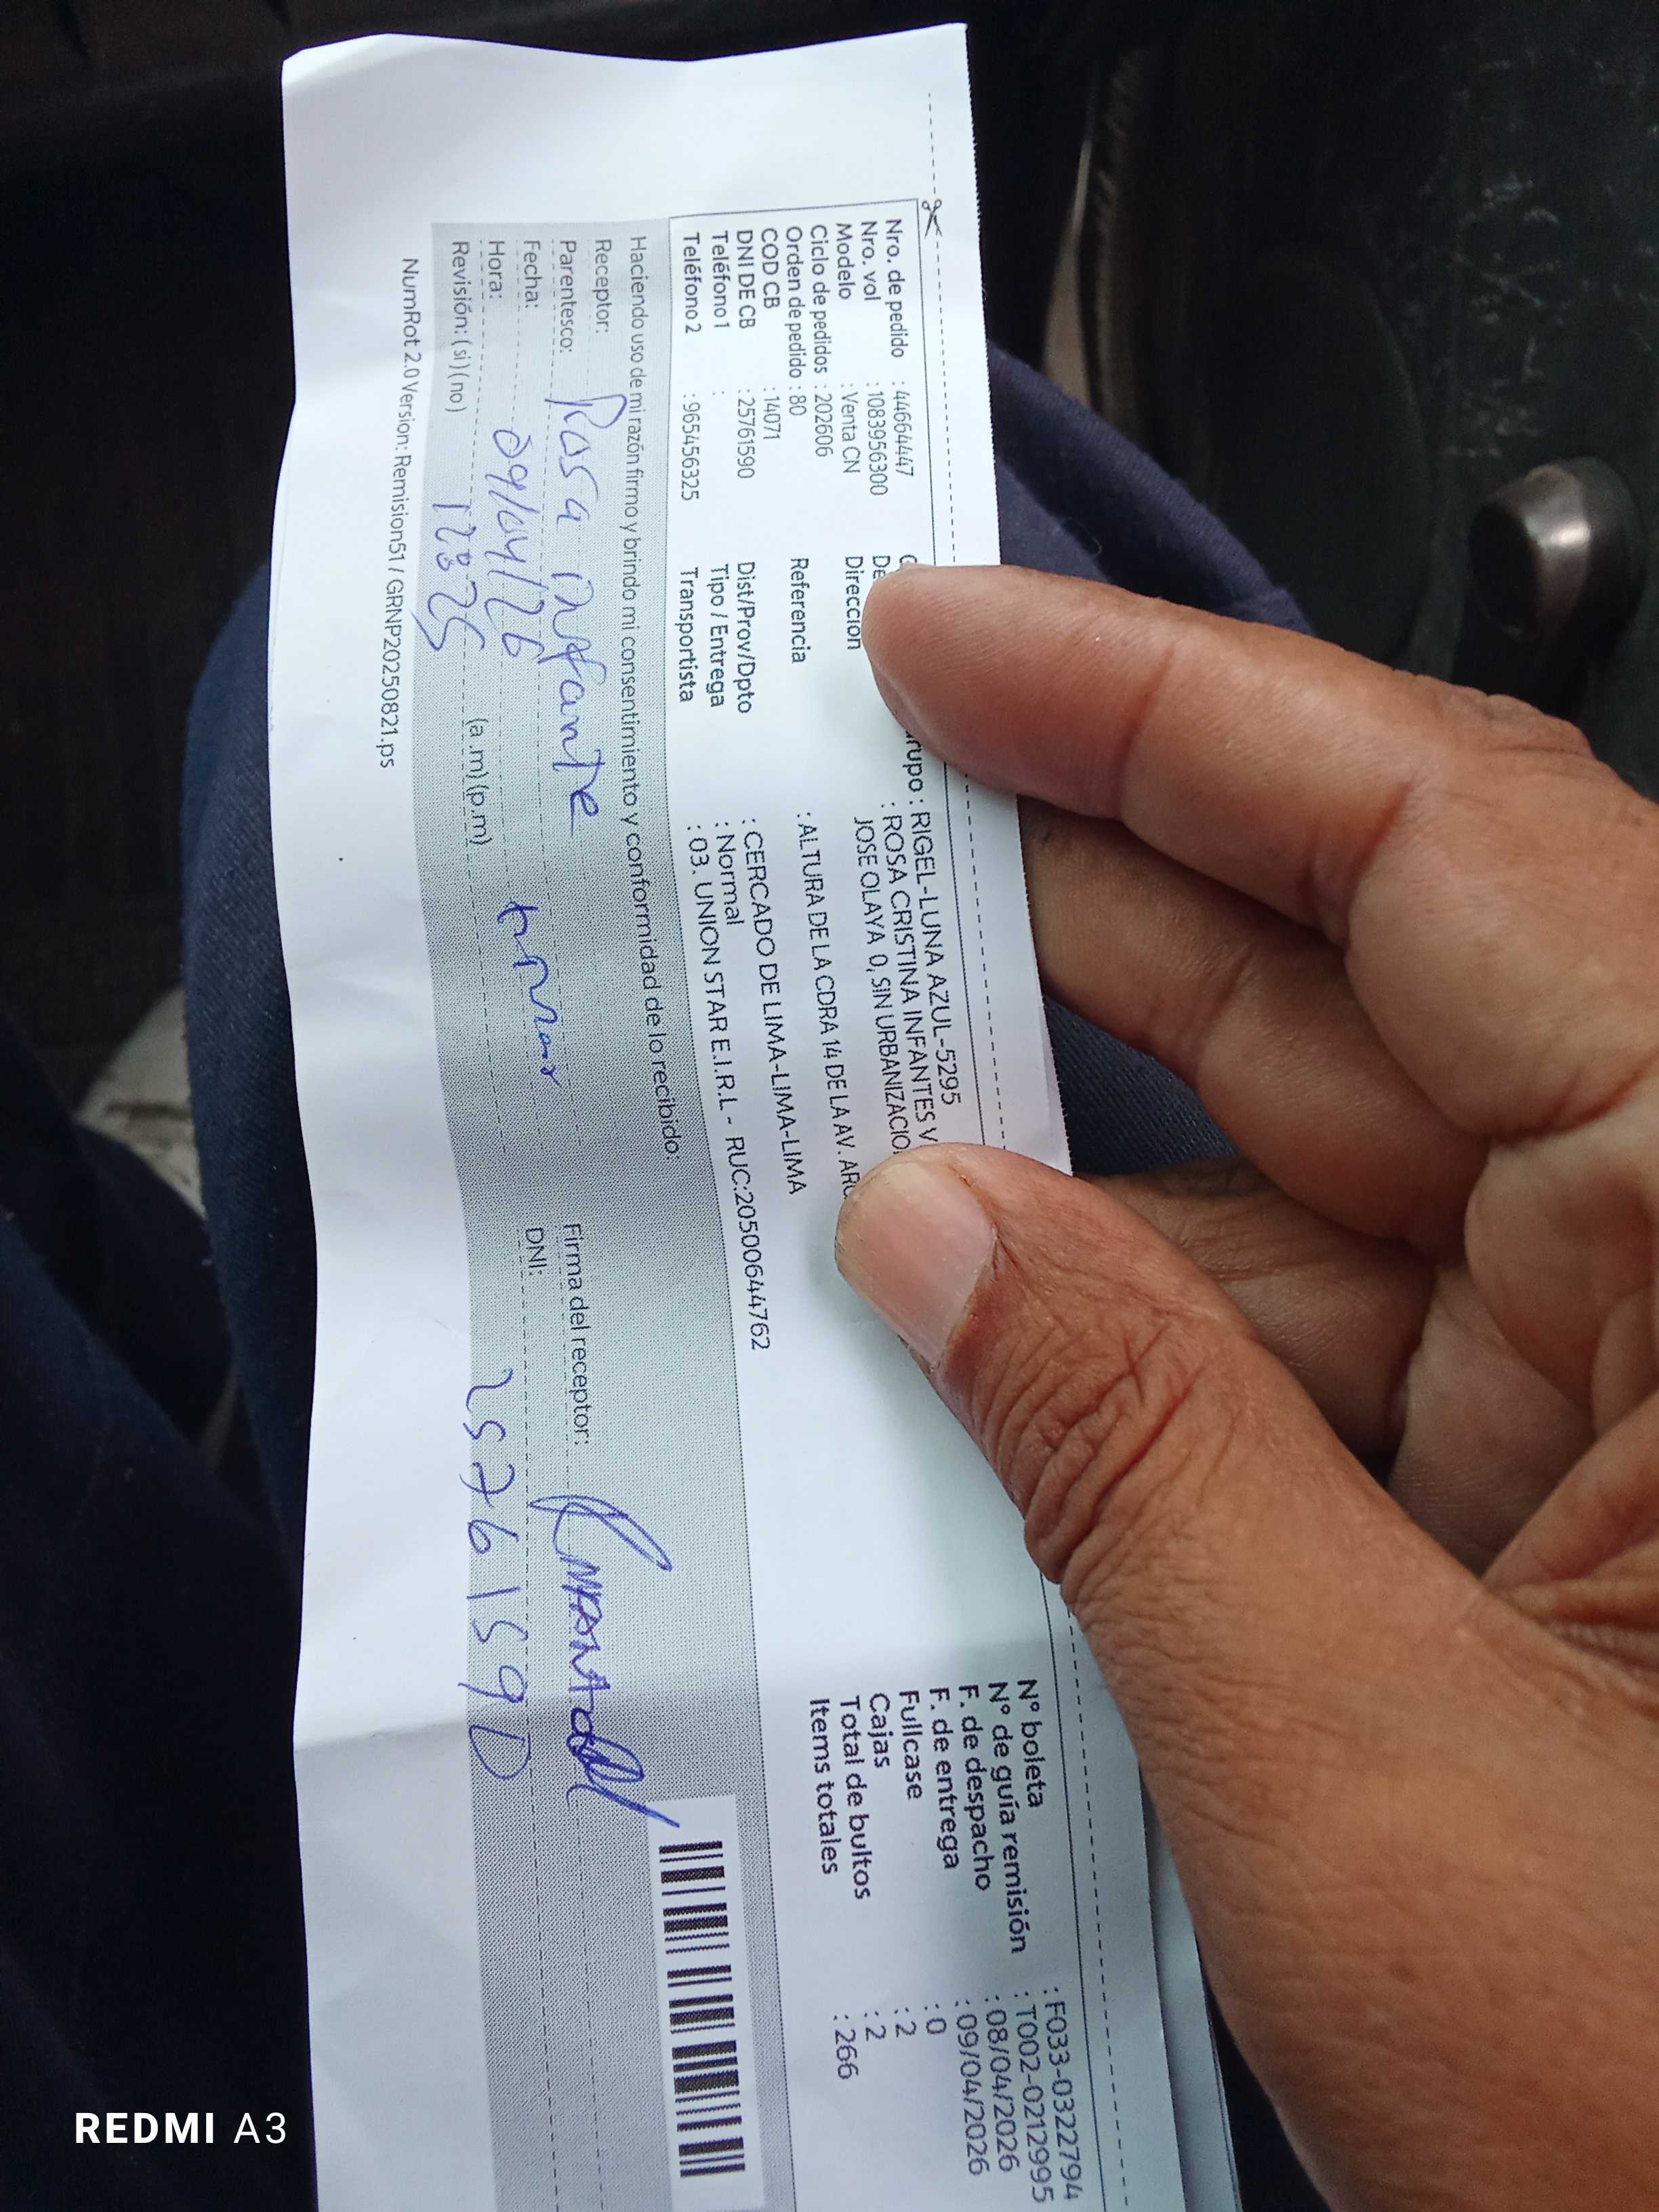 Nro. de pedido : 44664447
Nro. vol : 1083956300
Modelo : Venta CN
Ciclo de pedidos : 202606
Orden de pedido : 80
COD CB : 14071
DNI DE CB : 25761590
Teléfono 1 :
Teléfono 2 : 965456325
rupo : RIGEL-LUNA AZUL-5295
De : ROSA CRISTINA INFANTES V
Direccion JOSE OLAYA 0, SIN URBANIZACIO
Referencia : ALTURA DE LA CDRA 14 DE LA AV.
Dist/Prov/Dpto : CERCADO DE LIMA-LIMA-LIMA
Tipo / Entrega : Normal
Transportista : 03. UNION STAR E.I.R.L - RUC:20500644762
N° boleta : F033-0322794
N° de guía remisión : T002-0212995
F. de despacho : 08/04/2026
F. de entrega : 09/04/2026
Fullcase : 0
Cajas : 2
Total de bultos : 2
Items totales : 266
Haciendo uso de mi razón firmo y brindo mi consentimiento y conformidad de lo recibido:
Receptor: Rosa Infante
Parentesco:
Fecha: 09/04/26
Hora: 12:25 (a.m) (p.m)
Revisión: (si) (no)
Firma del receptor:
DNI: 25761590
NumRot 2.0 Version: Remision51 / GRNP20250821.ps
REDMI A3